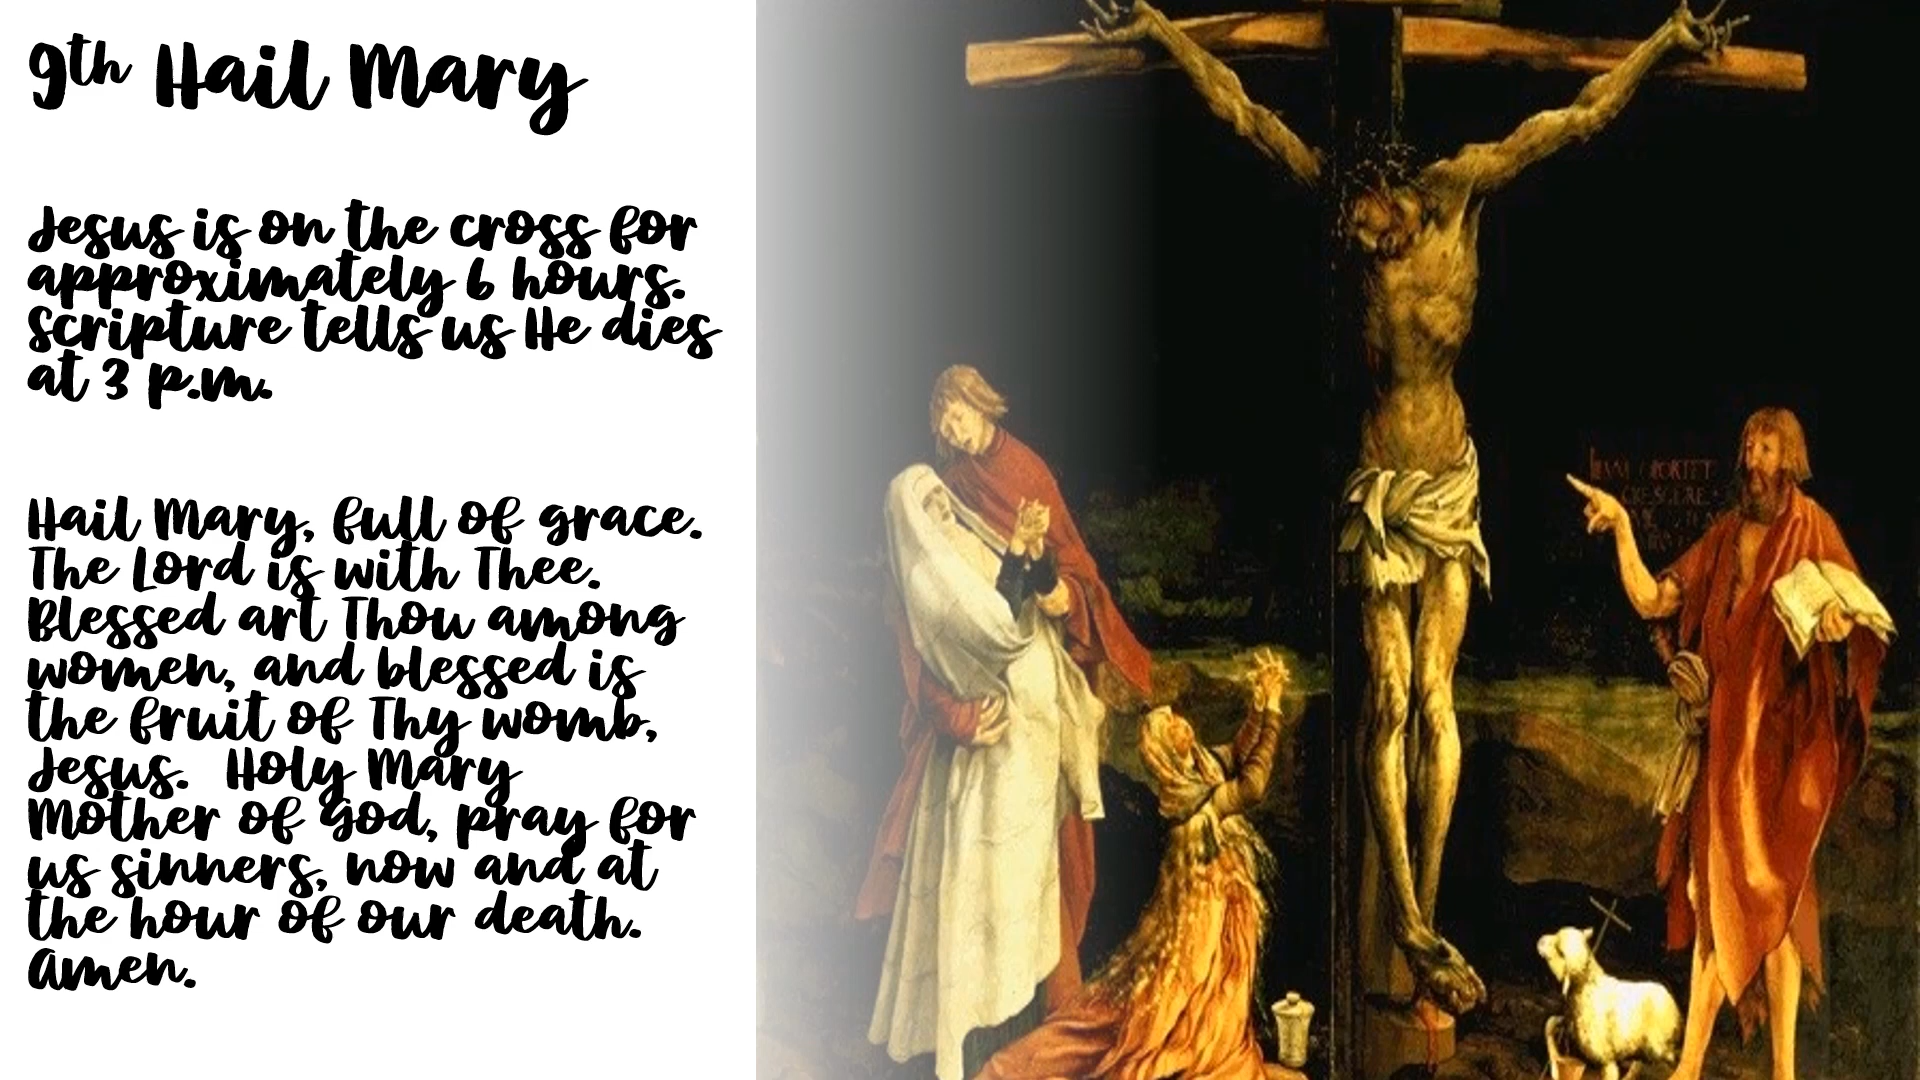 9th Hail Mary
Jesus is on the cross for
approximately 6 hours.
Scripture tells us He dies
at 3 p.m.
Hail Mary, full of grace.
The Lord is with Thee.
Blessed art Thou among
women, and blessed is
the fruit of Thy womb,
Jesus.  Holy Mary
Mother of God, pray for
us sinners, now and at
the hour of our death.
Amen.
OPORTET
CRESCERE